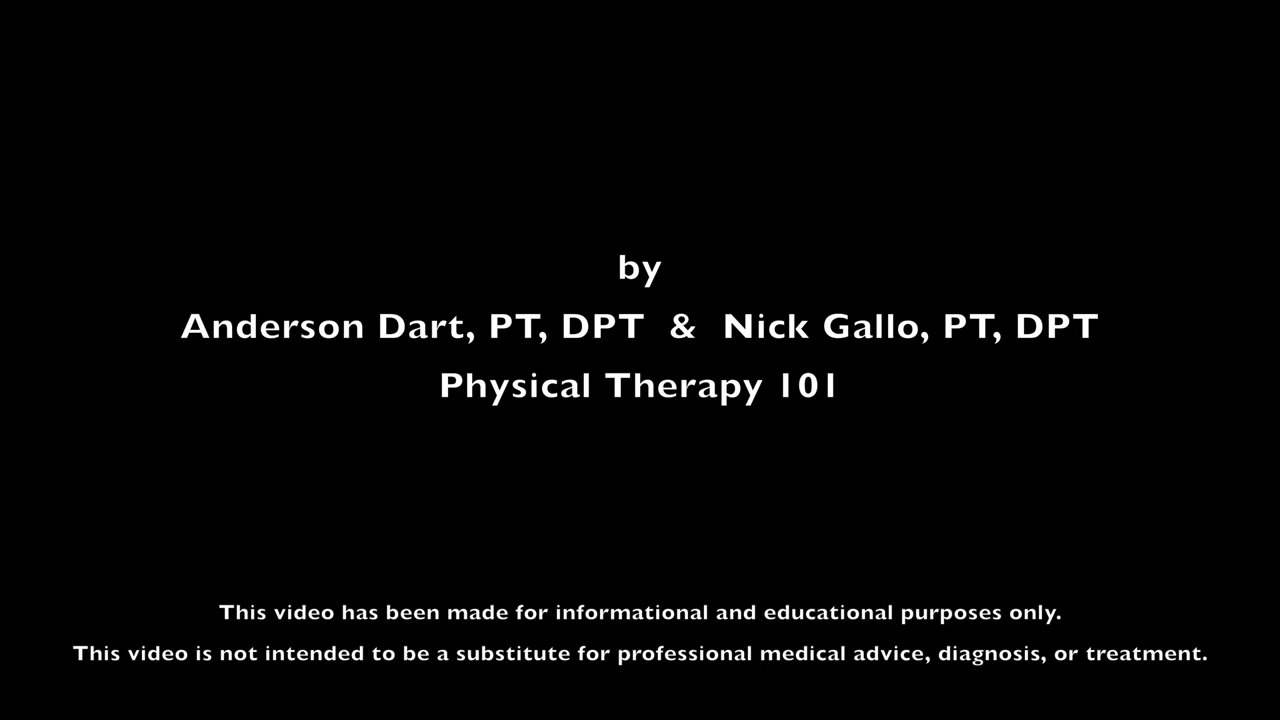 by
Anderson Dart, PT, DPT & Nick Gallo, PT, DPT
Physical Therapy 101
This video has been made for informational and educational purposes only.
This video is not intended to be a substitute for professional medical advice, diagnosis, or treatment.